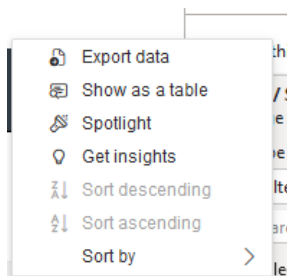 Export data
Show as a table
Spotlight
Get insights
Sort descending
Sort ascending
Sort by